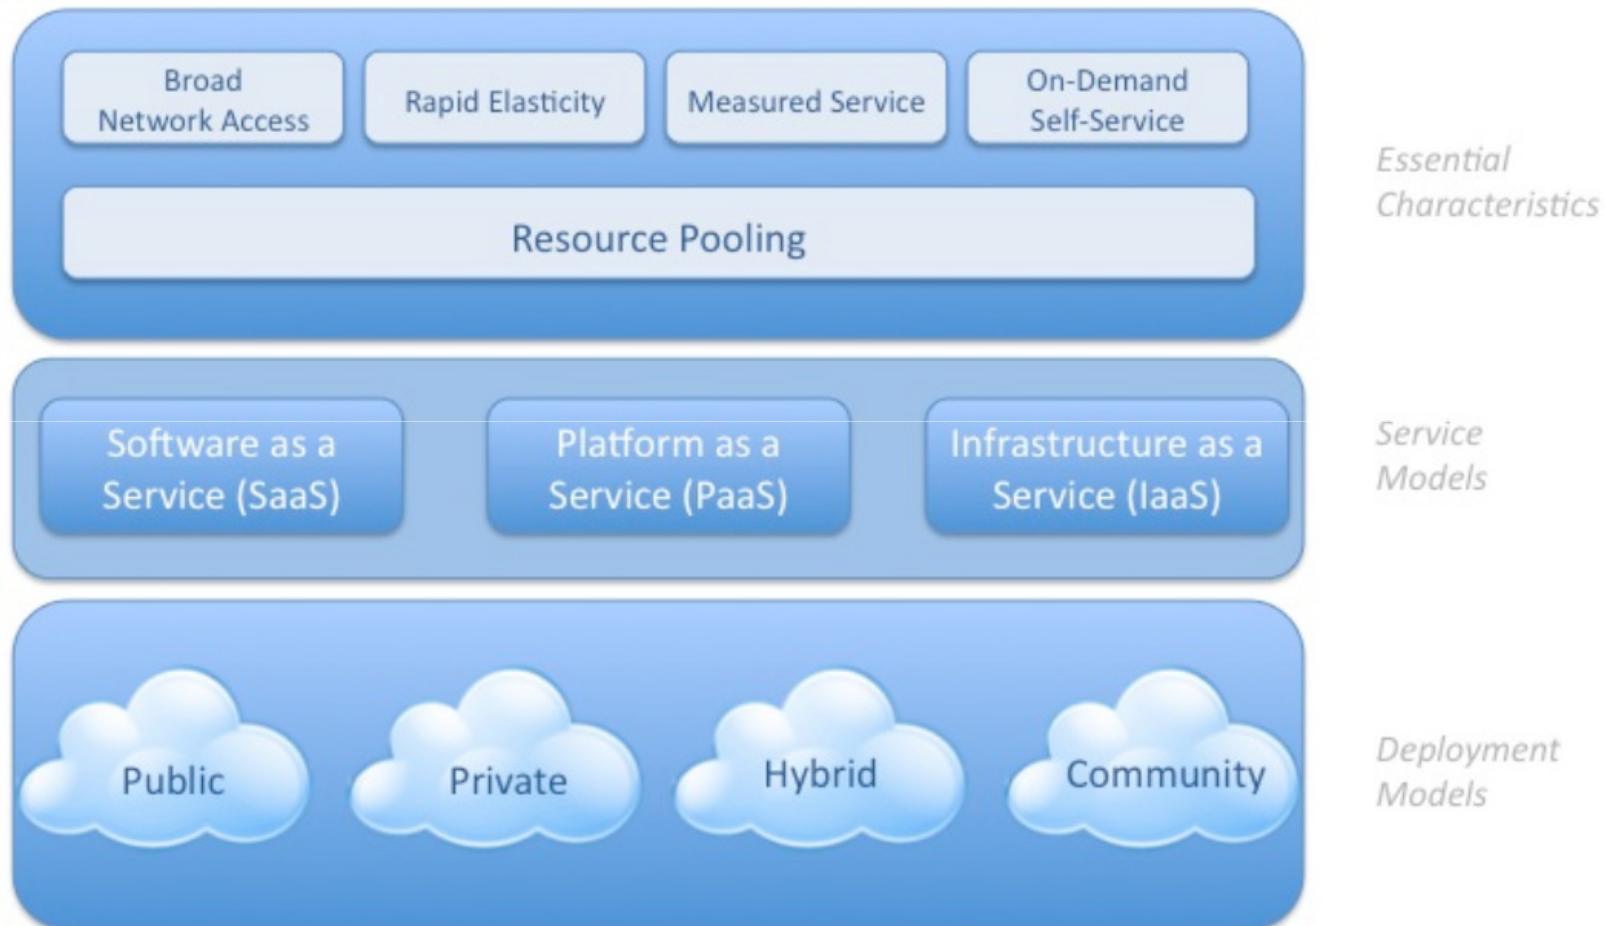 Broad
Network Access
Rapid Elasticity
Measured Service
On-Demand
Self-Service
Resource Pooling
Essential
Characteristics
Software as a
Service (SaaS)
Platform as a
Service (PaaS)
Infrastructure as a
Service (IaaS)
Service
Models
Public
Private
Hybrid
Community
Deployment
Models